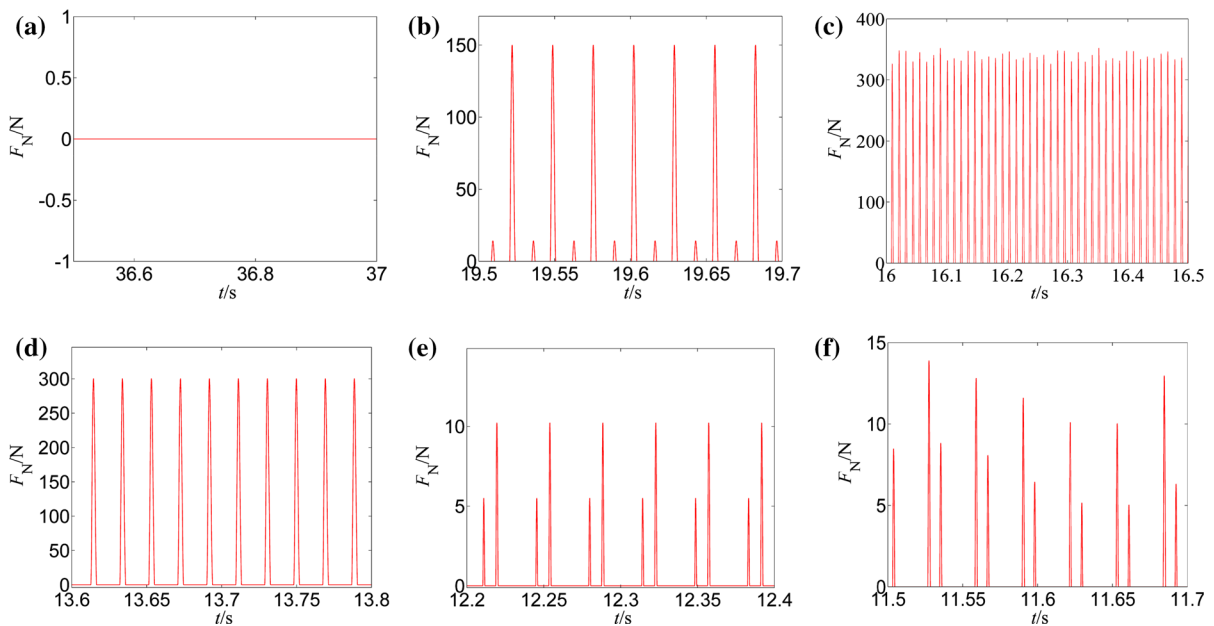 (a)
1
0.5
0
-0.5
-1
F_N/N
36.6 36.8 37
t/s
(b)
150
100
50
0
F_N/N
19.5 19.55 19.6 19.65 19.7
t/s
(c)
400
300
200
100
0
F_N/N
16 16.1 16.2 16.3 16.4 16.5
t/s
(d)
300
250
200
150
100
50
0
F_N/N
13.6 13.65 13.7 13.75 13.8
t/s
(e)
10
5
0
F_N/N
12.2 12.25 12.3 12.35 12.4
t/s
(f)
15
10
5
0
F_N/N
11.5 11.55 11.6 11.65 11.7
t/s